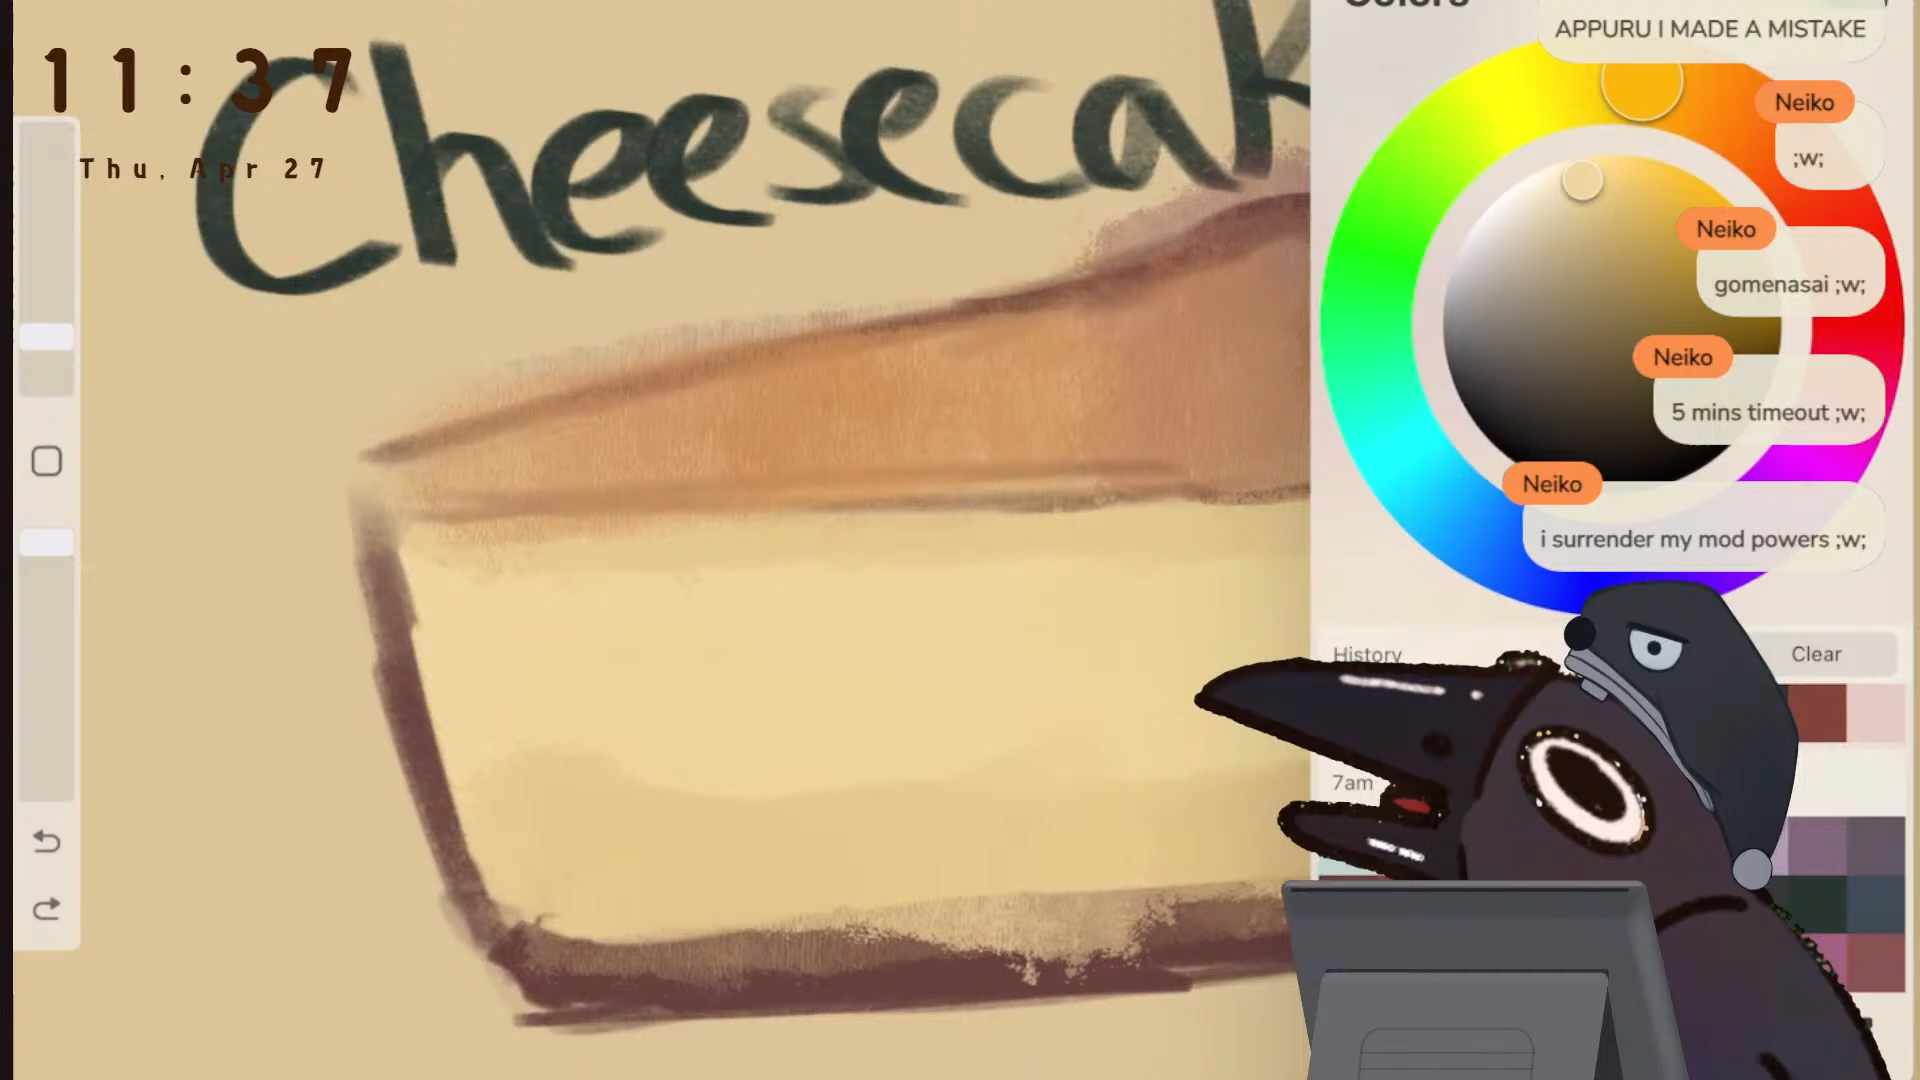 11:37
Thu, Apr 27
Cheesecak
Colors
APPURU I MADE A MISTAKE
Neiko
;w;
Neiko
gomenasai ;w;
Neiko
5 mins timeout ;w;
Neiko
i surrender my mod powers ;w;
History
Clear
7am